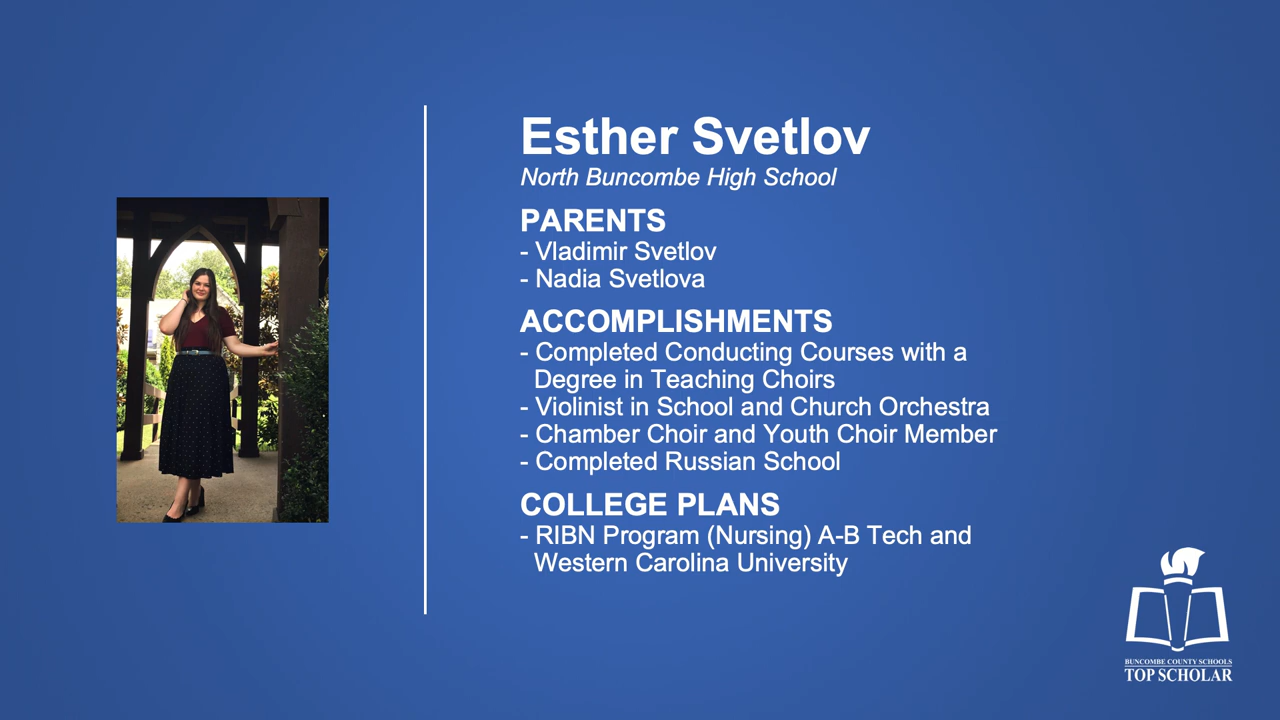 Esther Svetlov
North Buncombe High School
PARENTS
- Vladimir Svetlov
- Nadia Svetlova
ACCOMPLISHMENTS
- Completed Conducting Courses with a
Degree in Teaching Choirs
- Violinist in School and Church Orchestra
- Chamber Choir and Youth Choir Member
- Completed Russian School
COLLEGE PLANS
- RIBN Program (Nursing) A-B Tech and
Western Carolina University
BUNCOMBE COUNTY SCHOOLS
TOP SCHOLAR